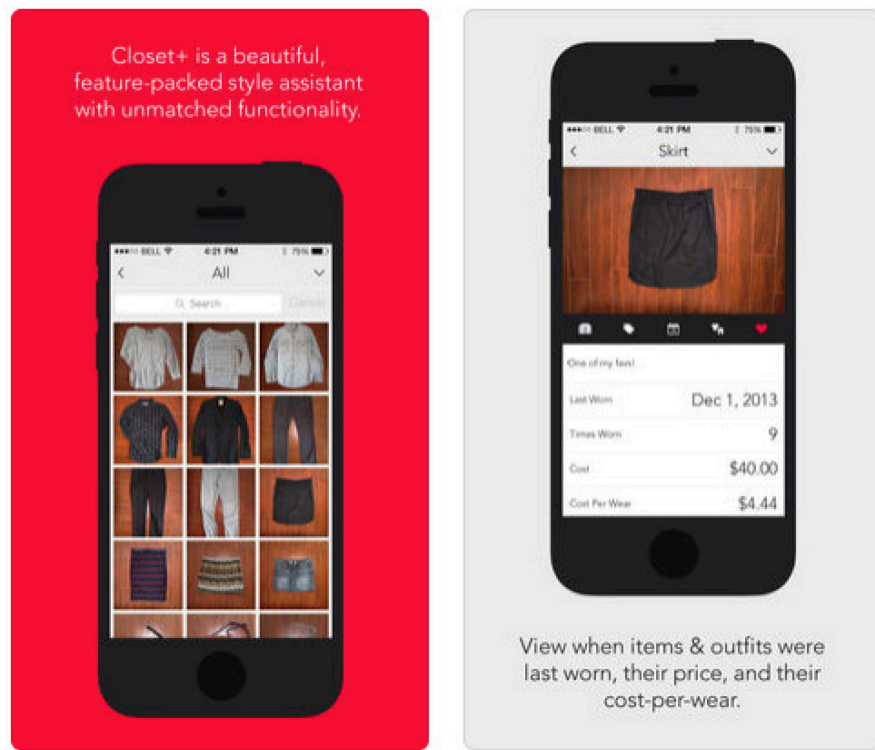 Closet+ is a beautiful,
feature-packed style assistant
with unmatched functionality.
BELL 4:21 PM 75%
All
Search Cancel
BELL 4:21 PM 75%
Skirt
One of my favs!
Last Worn Dec 1, 2013
Times Worn 9
Cost $40.00
Cost Per Wear $4.44
View when items & outfits were
last worn, their price, and their
cost-per-wear.